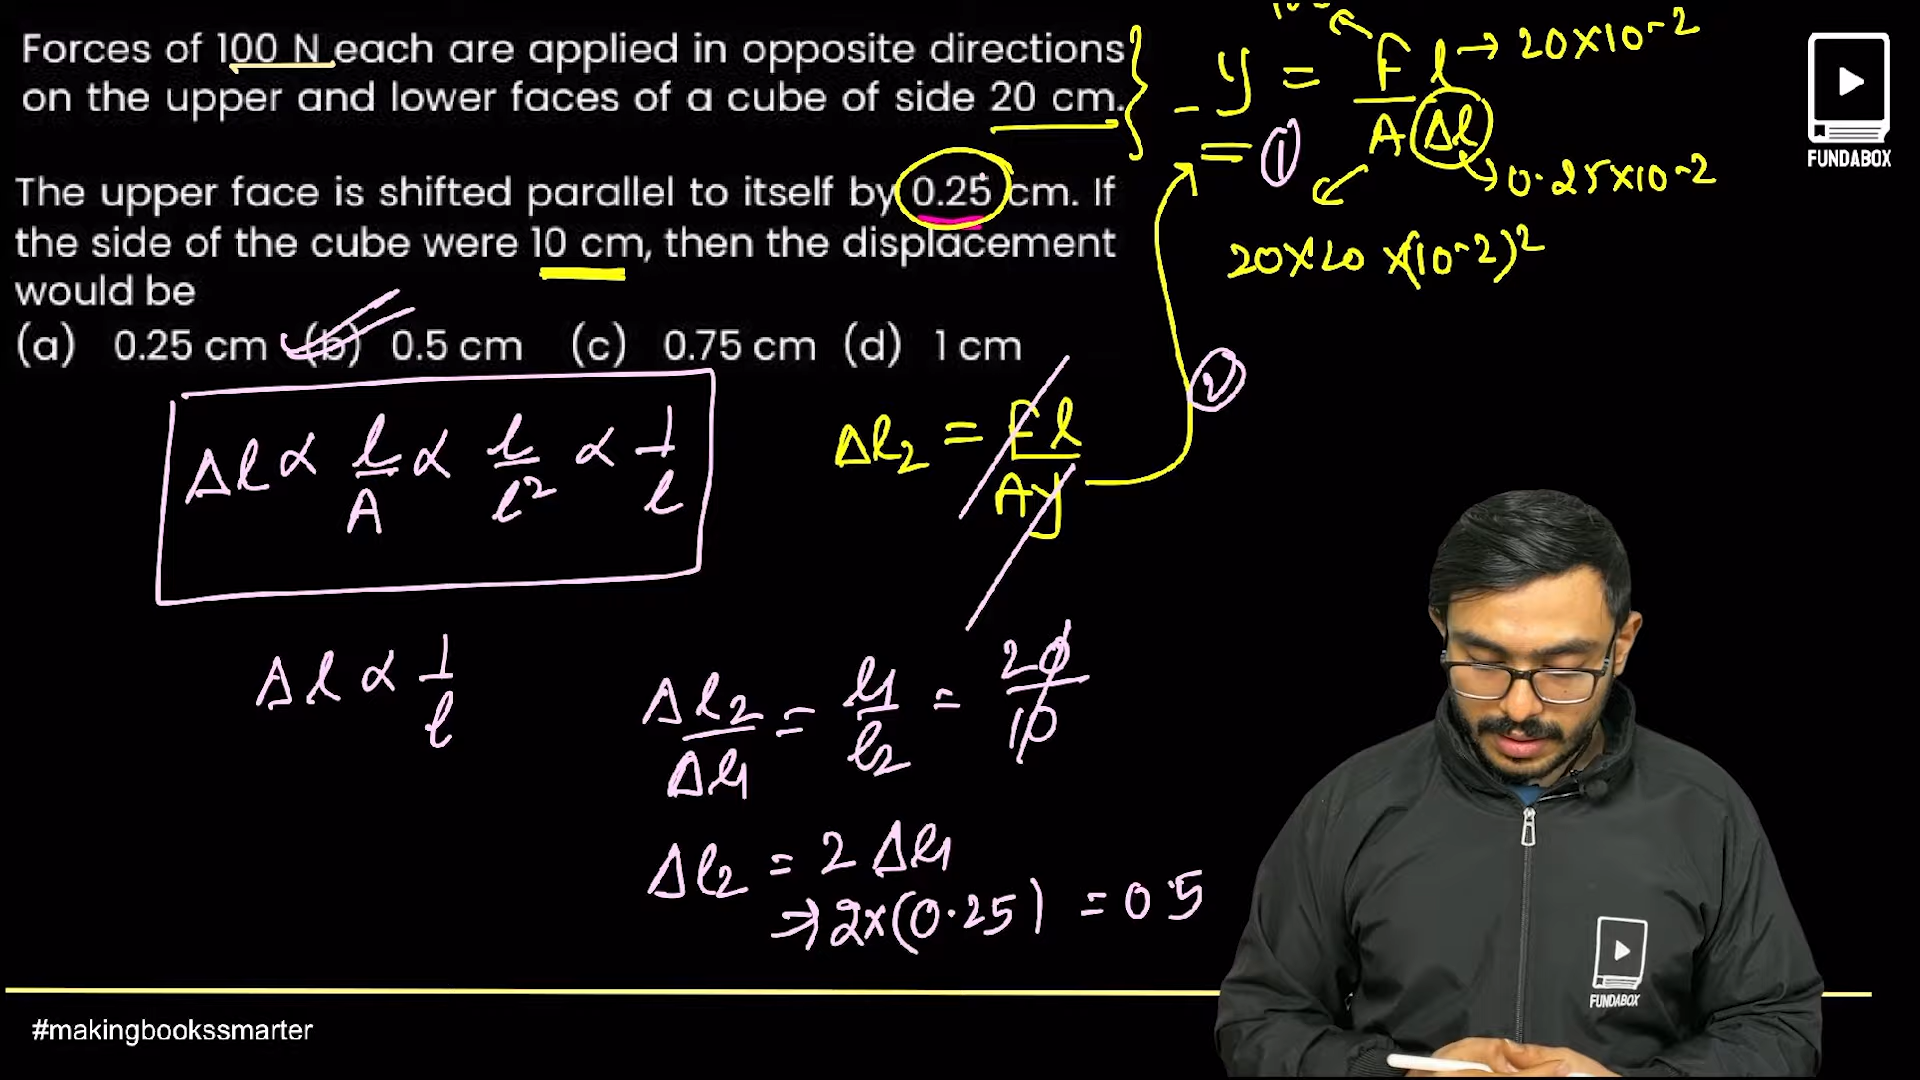 Forces of 100 N each are applied in opposite directions
on the upper and lower faces of a cube of side 20 cm.
The upper face is shifted parallel to itself by 0.25 cm. If
the side of the cube were 10 cm, then the displacement
would be
(a) 0.25 cm (b) 0.5 cm (c) 0.75 cm (d) 1 cm
y = F l / A Δl
→ 20×10^-2
→ 0.25×10^-2
20×20×(10^-2)^2
①
②
FUNDABOX
Δl ∝ l/A ∝ l/l² ∝ 1/l
Δl₂ = Fl/Ay
Δl ∝ 1/l
Δl₂/Δl₁ = l₁/l₂ = 20/10
Δl₂ = 2 Δl₁
⇒ 2×(0.25) = 0.5
FUNDABOX
#makingbookssmarter